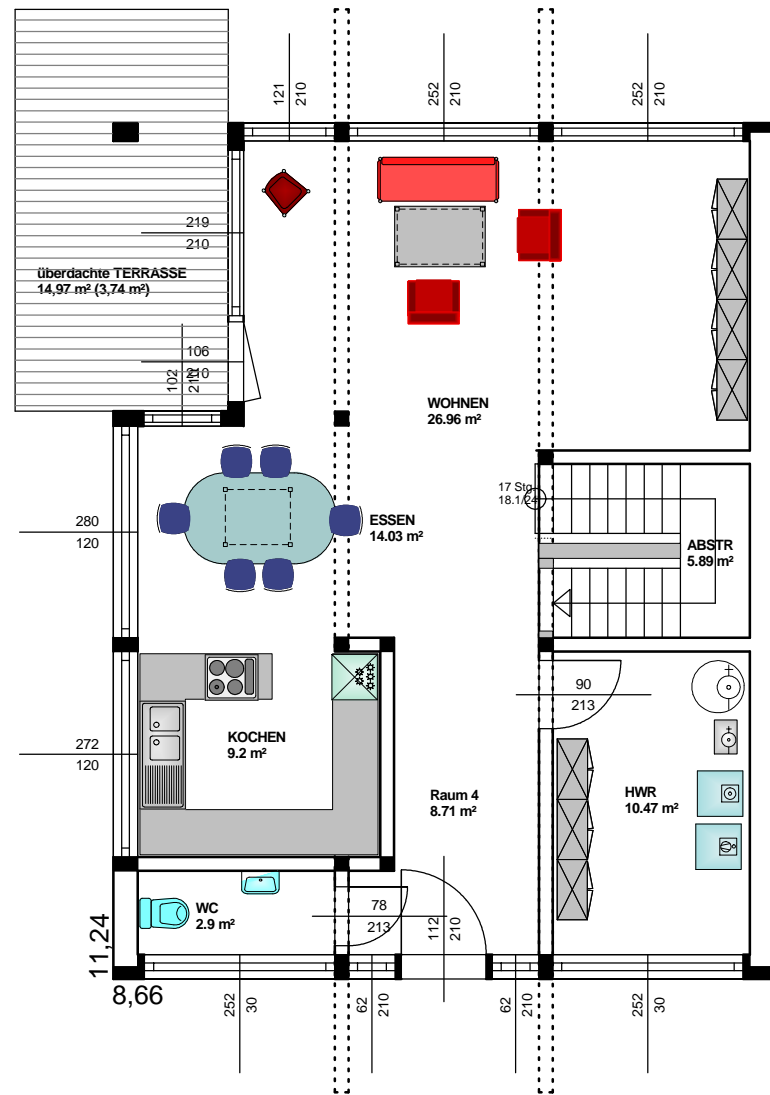 121
210
252
210
252
210
219
210
überdachte TERRASSE
14,97 m² (3,74 m²)
106
210
102
210
WOHNEN
26.96 m²
17 Stg.
18.1/24
280
120
ESSEN
14.03 m²
ABSTR
5.89 m²
90
213
272
120
KOCHEN
9.2 m²
Raum 4
8.71 m²
HWR
10.47 m²
WC
2.9 m²
78
213
112
210
11,24
8,66
252
30
62
210
62
210
252
30